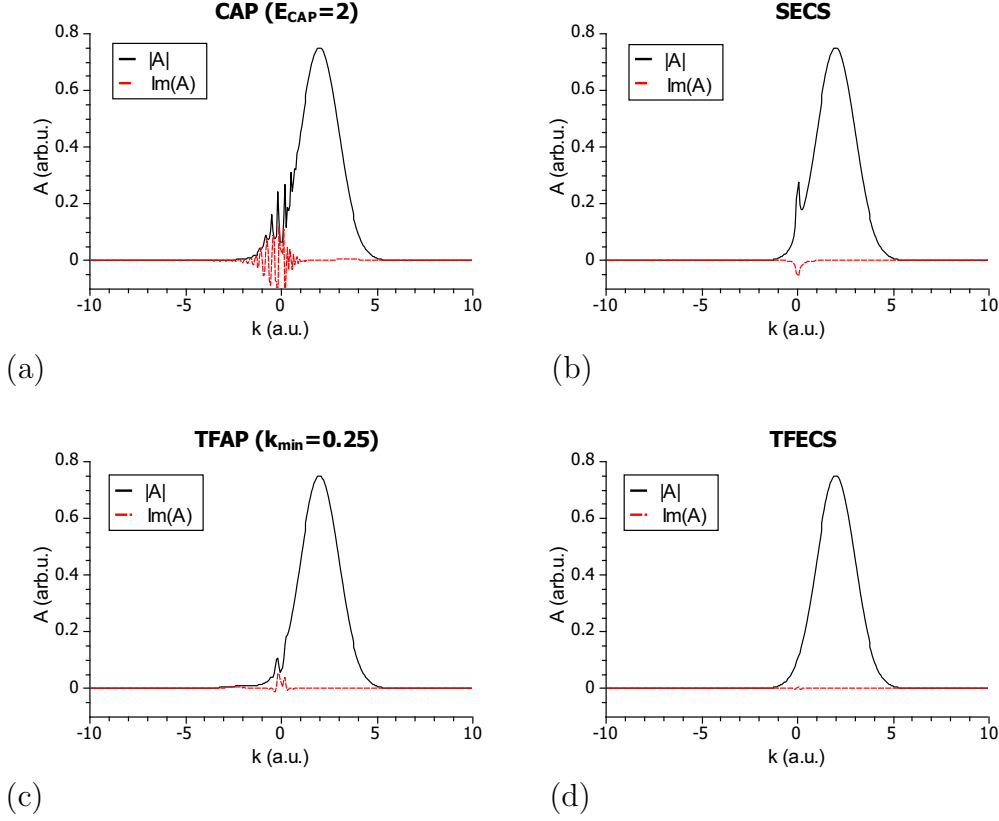 CAP (E_CAP=2)
0.8
0.6
0.4
0.2
0
A (arb.u.)
|A|
Im(A)
-10
-5
0
5
10
k (a.u.)
(a)
SECS
0.8
0.6
0.4
0.2
0
A (arb.u.)
|A|
Im(A)
-10
-5
0
5
10
k (a.u.)
(b)
TFAP (k_min=0.25)
0.8
0.6
0.4
0.2
0
A (arb.u.)
|A|
Im(A)
-10
-5
0
5
10
k (a.u.)
(c)
TFECS
0.8
0.6
0.4
0.2
0
A (arb.u.)
|A|
Im(A)
-10
-5
0
5
10
k (a.u.)
(d)